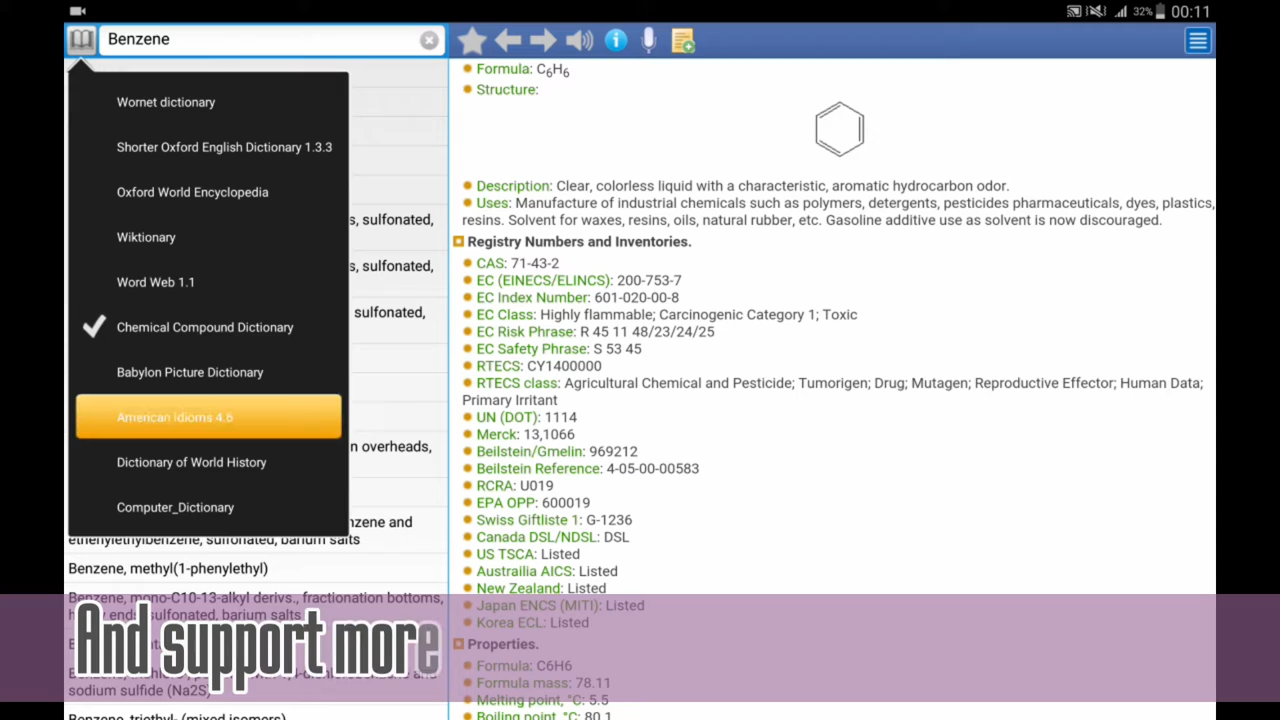 32% 00:11
Benzene
Wornet dictionary
Shorter Oxford English Dictionary 1.3.3
Oxford World Encyclopedia
Wiktionary
Word Web 1.1
Chemical Compound Dictionary
Babylon Picture Dictionary
American Idioms 4.6
Dictionary of World History
Computer_Dictionary
s, sulfonated,
s, sulfonated,
sulfonated,
n overheads,
nzene and
ethenylethylbenzene, sulfonated, barium salts
Benzene, methyl(1-phenylethyl)
Benzene, mono-C10-13-alkyl derivs., fractionation bottoms,
ends, sulfonated, barium salts
sodium sulfide (Na2S)
Benzene, triethyl- (mixed isomers)
Formula: C6H6
Structure:
Description: Clear, colorless liquid with a characteristic, aromatic hydrocarbon odor.
Uses: Manufacture of industrial chemicals such as polymers, detergents, pesticides pharmaceuticals, dyes, plastics,
resins. Solvent for waxes, resins, oils, natural rubber, etc. Gasoline additive use as solvent is now discouraged.
Registry Numbers and Inventories.
CAS: 71-43-2
EC (EINECS/ELINCS): 200-753-7
EC Index Number: 601-020-00-8
EC Class: Highly flammable; Carcinogenic Category 1; Toxic
EC Risk Phrase: R 45 11 48/23/24/25
EC Safety Phrase: S 53 45
RTECS: CY1400000
RTECS class: Agricultural Chemical and Pesticide; Tumorigen; Drug; Mutagen; Reproductive Effector; Human Data;
Primary Irritant
UN (DOT): 1114
Merck: 13,1066
Beilstein/Gmelin: 969212
Beilstein Reference: 4-05-00-00583
RCRA: U019
EPA OPP: 600019
Swiss Giftliste 1: G-1236
Canada DSL/NDSL: DSL
US TSCA: Listed
Austrailia AICS: Listed
New Zealand: Listed
Japan ENCS (MITI): Listed
Korea ECL: Listed
Properties.
Formula: C6H6
Formula mass: 78.11
Melting point, °C: 5.5
Boiling point, °C: 80.1
And support more